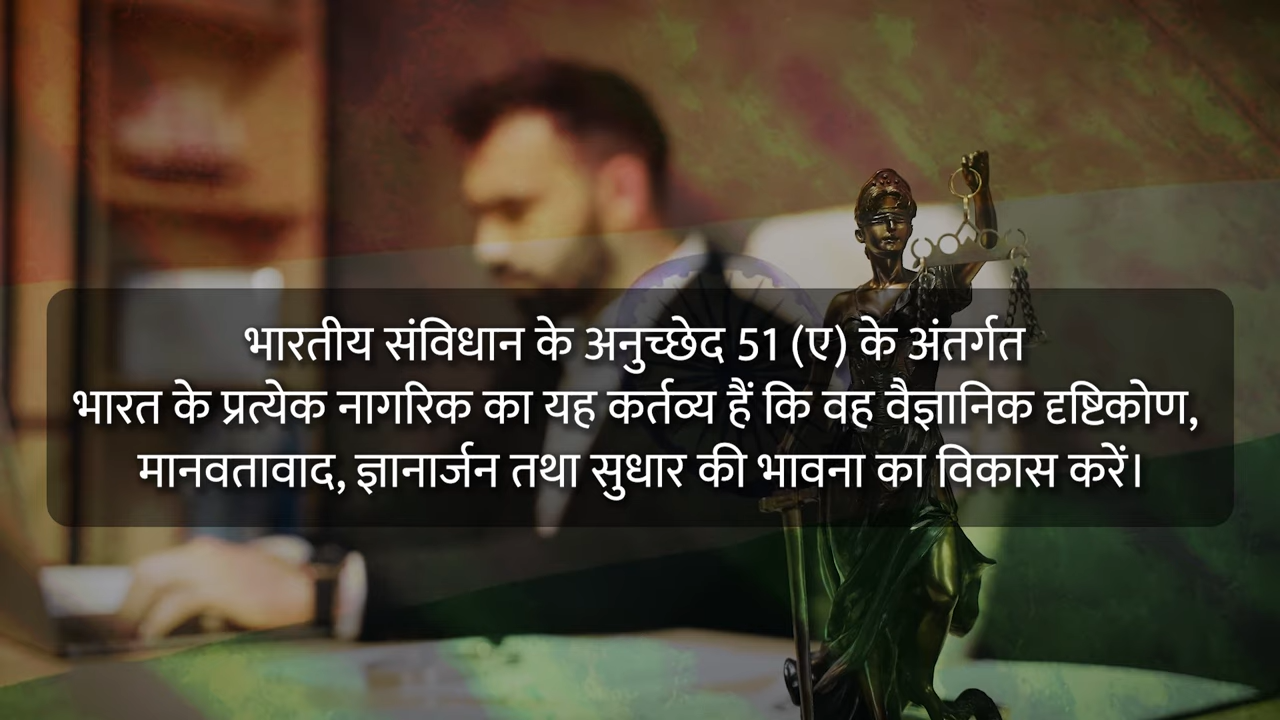 भारतीय संविधान के अनुच्छेद 51 (ए) के अंतर्गत
भारत के प्रत्येक नागरिक का यह कर्तव्य हैं कि वह वैज्ञानिक दृष्टिकोण,
मानवतावाद, ज्ञानार्जन तथा सुधार की भावना का विकास करें।